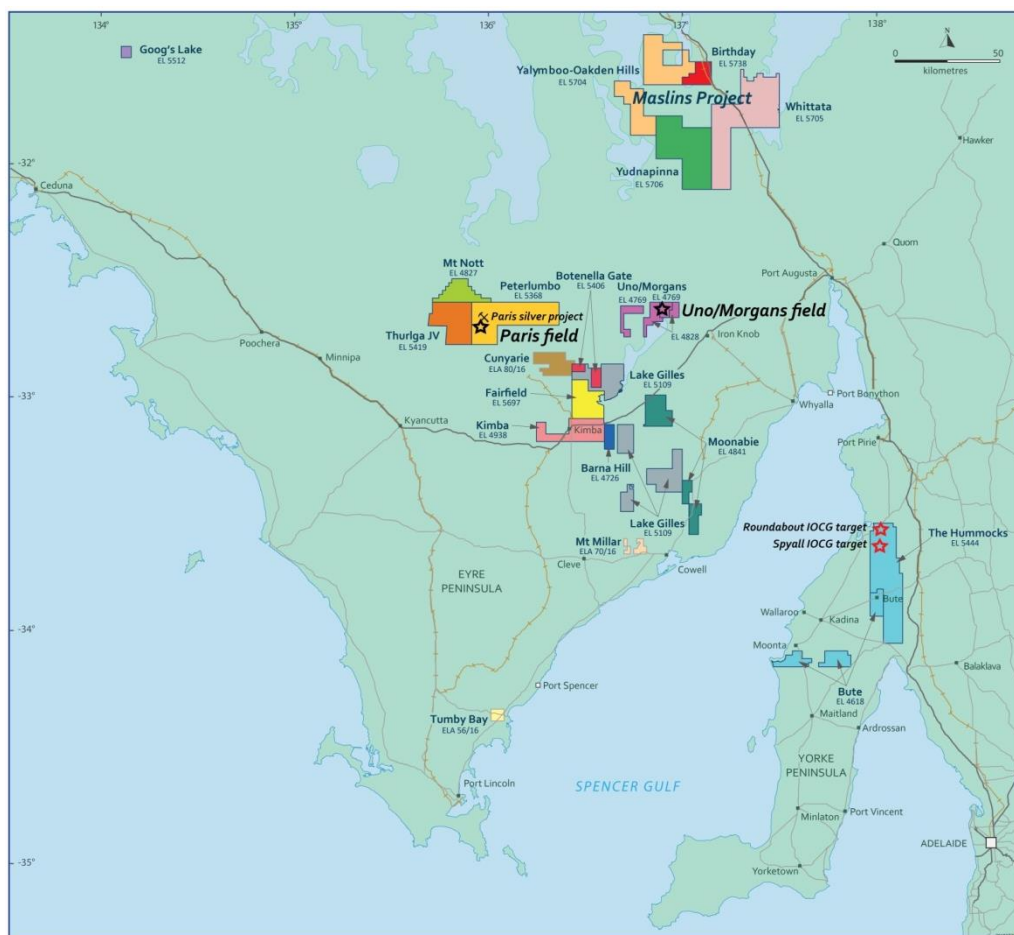 134°
135°
136°
137°
138°
Goog's Lake
EL 5512
Birthday
EL 5738
N
0
50
kilometres
Yalymboo-Oakden Hills
EL 5704
Maslins Project
Whittata
EL 5705
Hawker
-32°
Yudnapinna
EL 5706
Ceduna
Quorn
Mt Nott
EL 4827
Botenella Gate
EL 5406
Port Augusta
Peterlumbo
EL 5368
Uno/Morgans
EL 4769
EL 4769
Paris silver project
Uno/Morgans field
Paris field
Thurlga JV
EL 5419
EL 4828
Iron Knob
Poochera
Minnipa
Cunyarie
ELA 80/16
Lake Gilles
EL 5109
Port Bonython
-33°
Fairfield
EL 5697
Whyalla
Kyancutta
Kimba
EL 4938
Kimba
Moonabie
EL 4841
Port Pirie
Barna Hill
EL 4726
Lake Gilles
EL 5109
Roundabout IOCG target
The Hummocks
EL 5444
Spyall IOCG target
Mt Millar
ELA 70/16
Cleve
Cowell
EYRE
PENINSULA
Bute
Wallaroo
Kadina
-34°
Moonta
Balaklava
Port Spencer
Bute
EL 4618
Tumby Bay
ELA 56/16
Maitland
Ardrossan
YORKE
PENINSULA
SPENCER GULF
Port Lincoln
Minlaton
Port Vincent
ADELAIDE
-35°
Yorketown